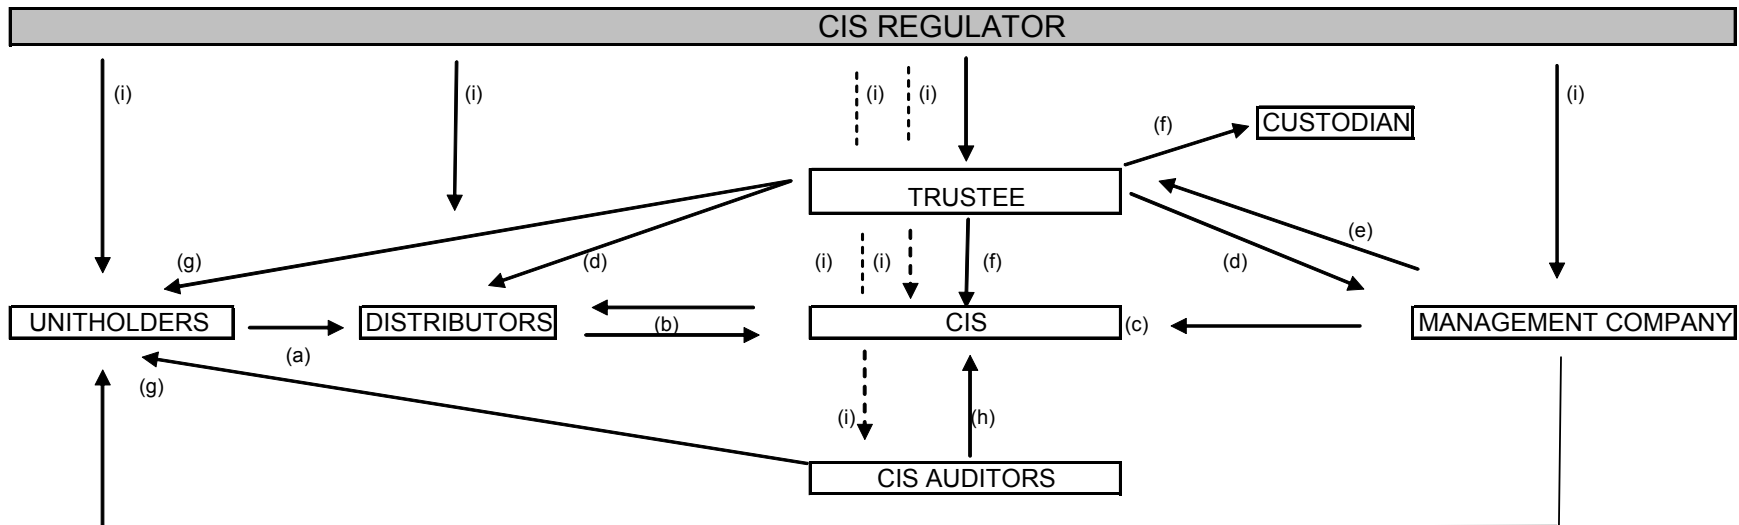 CIS REGULATOR
(i)
(i)
(i)
(i)
(i)
(f)
CUSTODIAN
TRUSTEE
(e)
(g)
(d)
(i)
(i)
(f)
(d)
UNITHOLDERS
DISTRIBUTORS
(b)
CIS
(c)
MANAGEMENT COMPANY
(a)
(g)
(i)
(h)
CIS AUDITORS